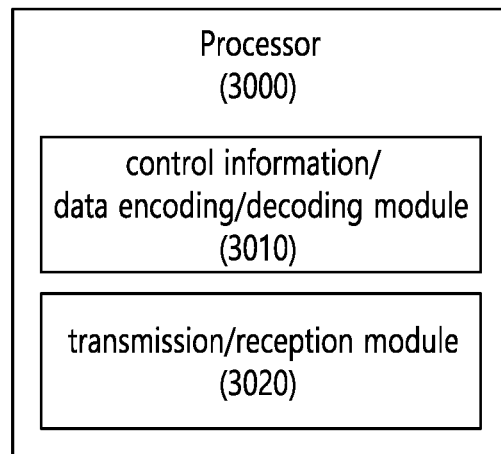 Processor
(3000)
control information/
data encoding/decoding module
(3010)
transmission/reception module
(3020)